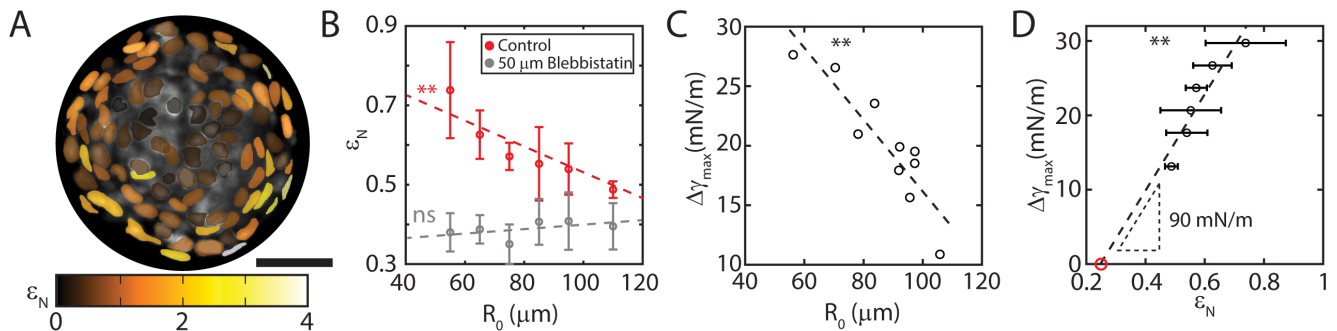 A
ε_N
0
2
4
B
Control
50 μm Blebbistatin
**
ns
ε_N
0.9
0.7
0.5
0.3
40
60
80
100
120
R_0 (μm)
C
**
Δγ_max (mN/m)
30
25
20
15
10
40
60
80
100
120
R_0 (μm)
D
**
Δγ_max (mN/m)
30
20
10
0
90 mN/m
0.2
0.4
0.6
0.8
1
ε_N